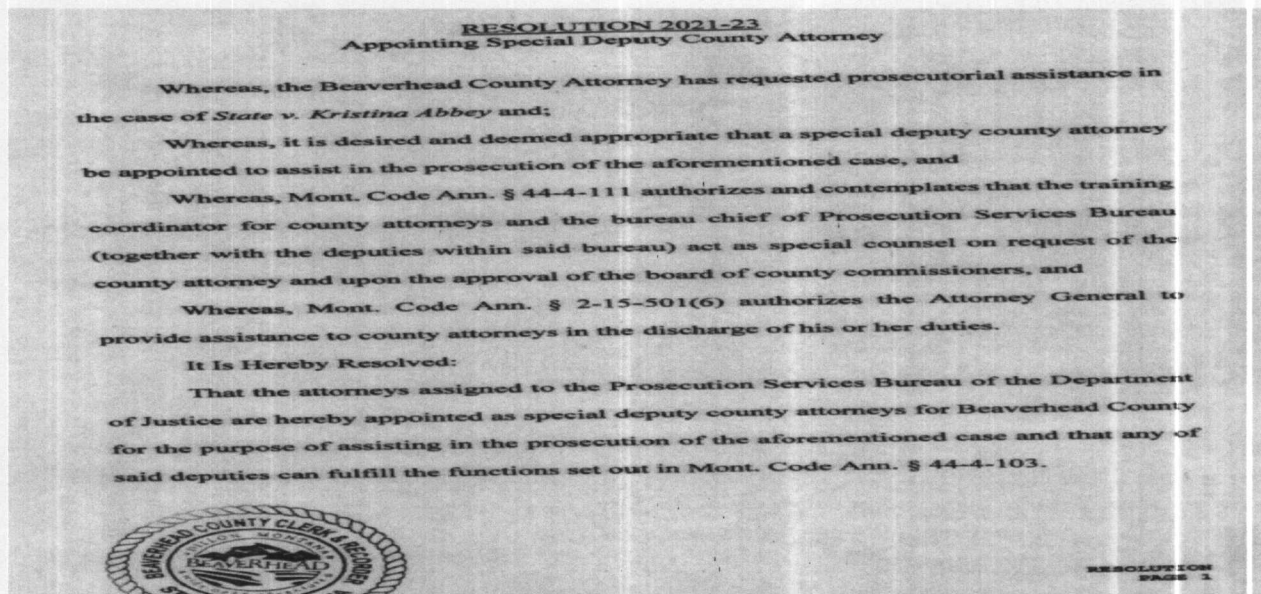 RESOLUTION 2021-23
Appointing Special Deputy County Attorney
Whereas, the Beaverhead County Attorney has requested prosecutorial assistance in
the case of State v. Kristina Abbey and;
Whereas, it is desired and deemed appropriate that a special deputy county attorney
be appointed to assist in the prosecution of the aforementioned case, and
Whereas, Mont. Code Ann. § 44-4-111 authorizes and contemplates that the training
coordinator for county attorneys and the bureau chief of Prosecution Services Bureau
(together with the deputies within said bureau) act as special counsel on request of the
county attorney and upon the approval of the board of county commissioners, and
Whereas, Mont. Code Ann. § 2-15-501(6) authorizes the Attorney General to
provide assistance to county attorneys in the discharge of his or her duties.
It Is Hereby Resolved:
That the attorneys assigned to the Prosecution Services Bureau of the Department
of Justice are hereby appointed as special deputy county attorneys for Beaverhead County
for the purpose of assisting in the prosecution of the aforementioned case and that any of
said deputies can fulfill the functions set out in Mont. Code Ann. § 44-4-103.
BEAVERHEAD COUNTY CLERK & RECORDER
DILLON MONTANA
BEAVERHEAD
RESOLUTION
PAGE 1